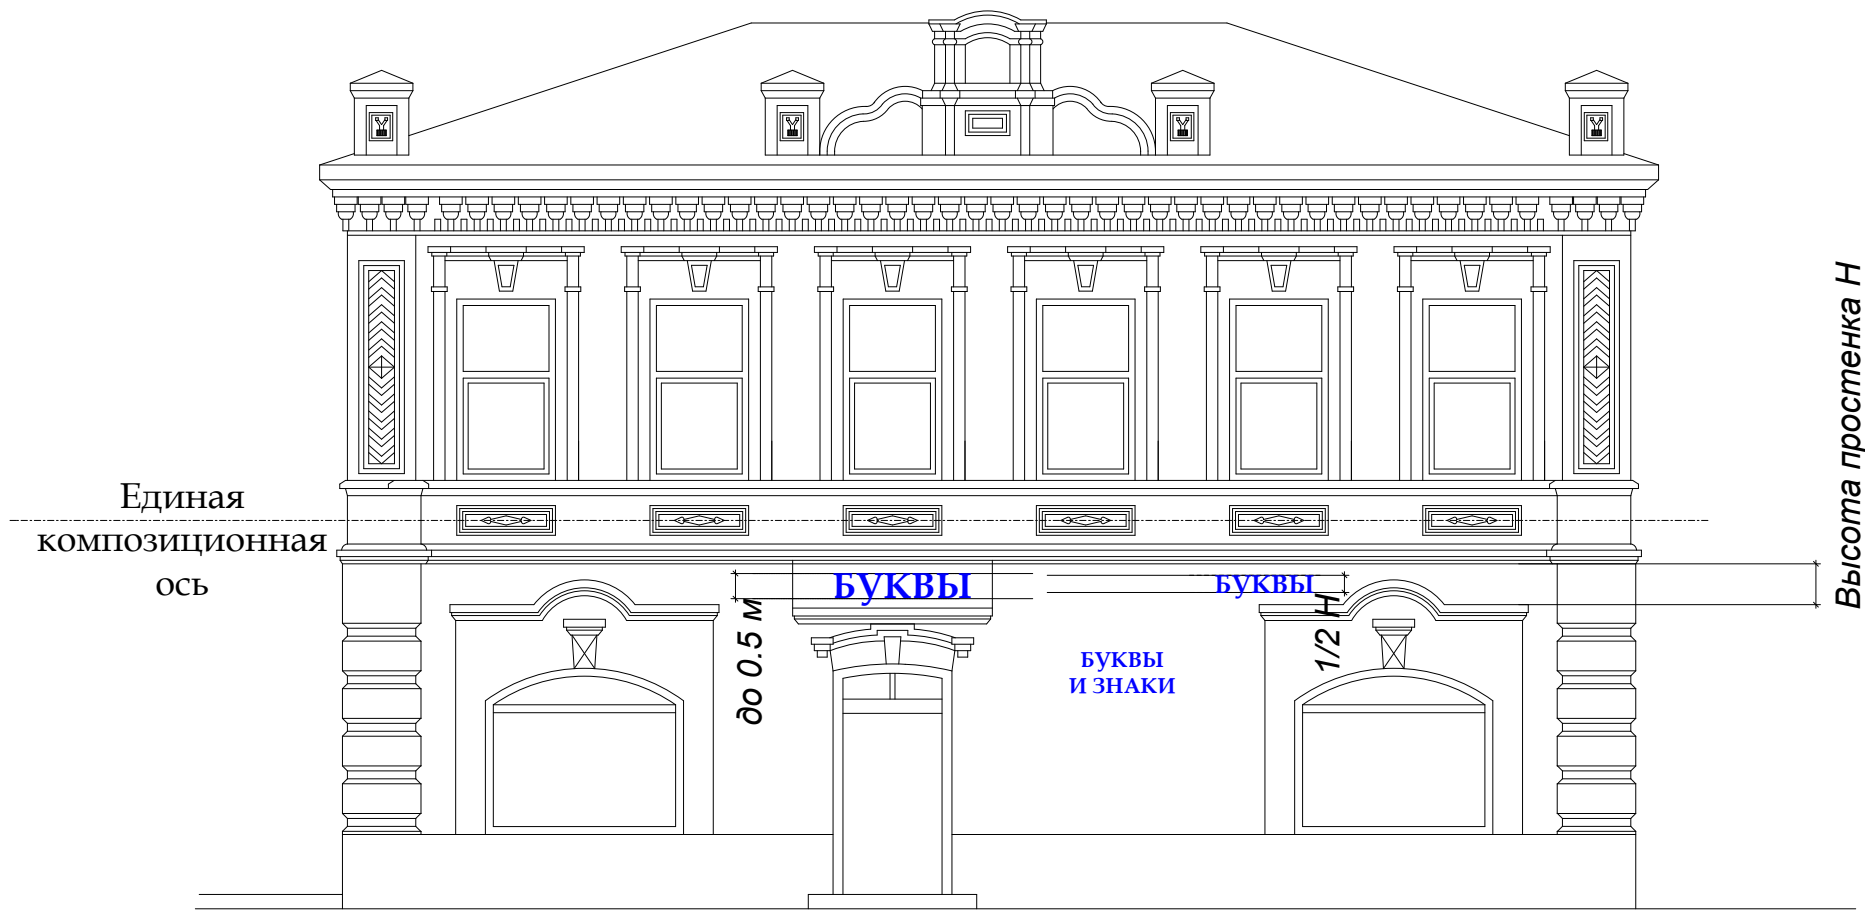 Высота простенка Н
Единая
композиционная
ось
БУКВЫ
БУКВЫ
до 0.5 м
1/2 Н
БУКВЫ
И ЗНАКИ